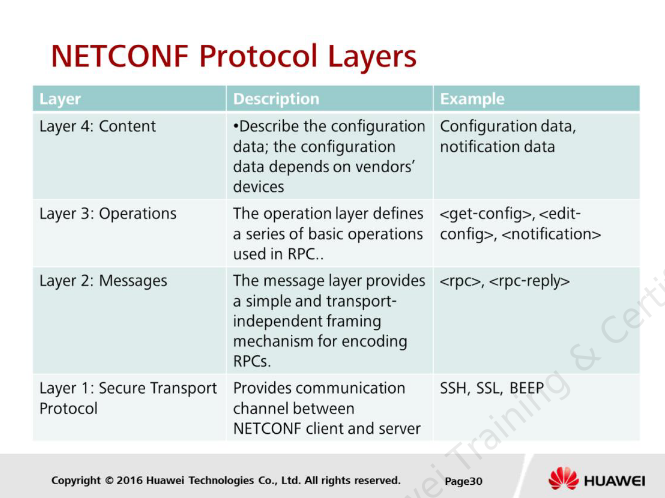 NETCONF Protocol Layers
Layer Description Example
Layer 4: Content
•Describe the configuration
data; the configuration
data depends on vendors'
devices
Configuration data,
notification data
Layer 3: Operations
The operation layer defines
a series of basic operations
used in RPC..
<get-config>, <edit-
config>, <notification>
Layer 2: Messages
The message layer provides
a simple and transport-
independent framing
mechanism for encoding
RPCs.
<rpc>, <rpc-reply>
Layer 1: Secure Transport
Protocol
Provides communication
channel between
NETCONF client and server
SSH, SSL, BEEP
Training &
Copyright © 2016 Huawei Technologies Co., Ltd. All rights reserved.
Page30
HUAWEI